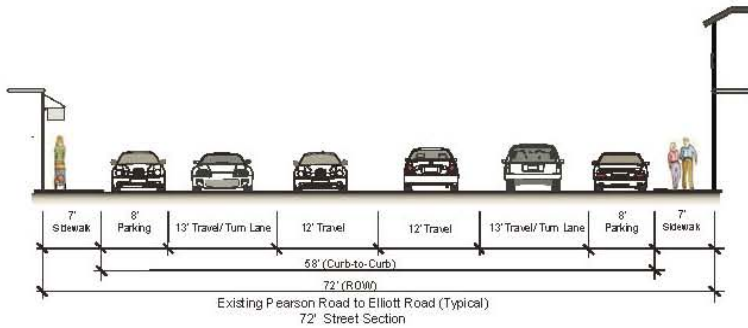 7' 8' 8' 7'
Sidewalk Parking 13' Travel/ Turn Lane 12' Travel 12' Travel 13' Travel/ Turn Lane Parking Sidewalk
58' (Curb-to-Curb)
72' (ROW)
Existing Pearson Road to Elliott Road (Typical)
72' Street Section